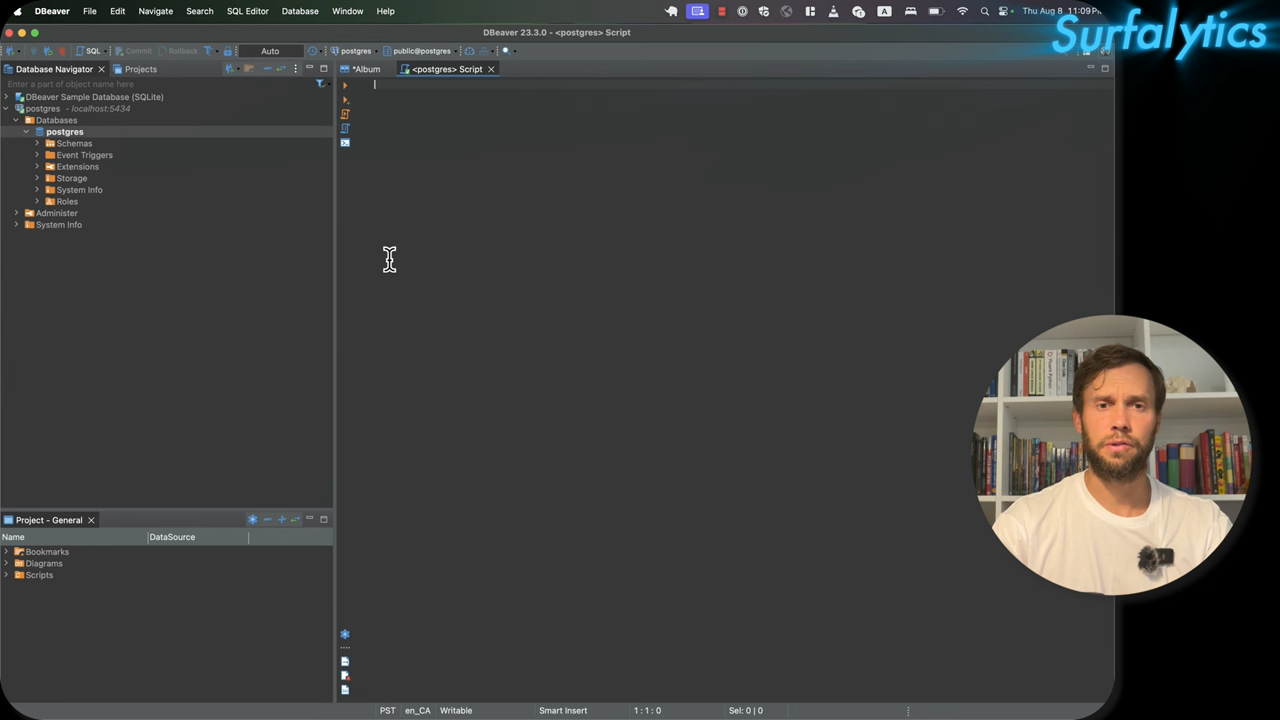 DBeaver File Edit Navigate Search SQL Editor Database Window Help
A
Thu Aug 8 11:09
Surfalytics
DBeaver 23.3.0 - <postgres> Script
SQL Commit Rollback T Auto postgres public@postgres
Database Navigator Projects
*Album <postgres> Script
Enter a part of object name here
DBeaver Sample Database (SQLite)
postgres - localhost:5434
Databases
postgres
Schemas
Event Triggers
Extensions
Storage
System Info
Roles
Administer
System Info
Project - General
Name DataSource
Bookmarks
Diagrams
Scripts
PST en_CA Writable Smart Insert 1 : 1 : 0 Sel: 0 | 0